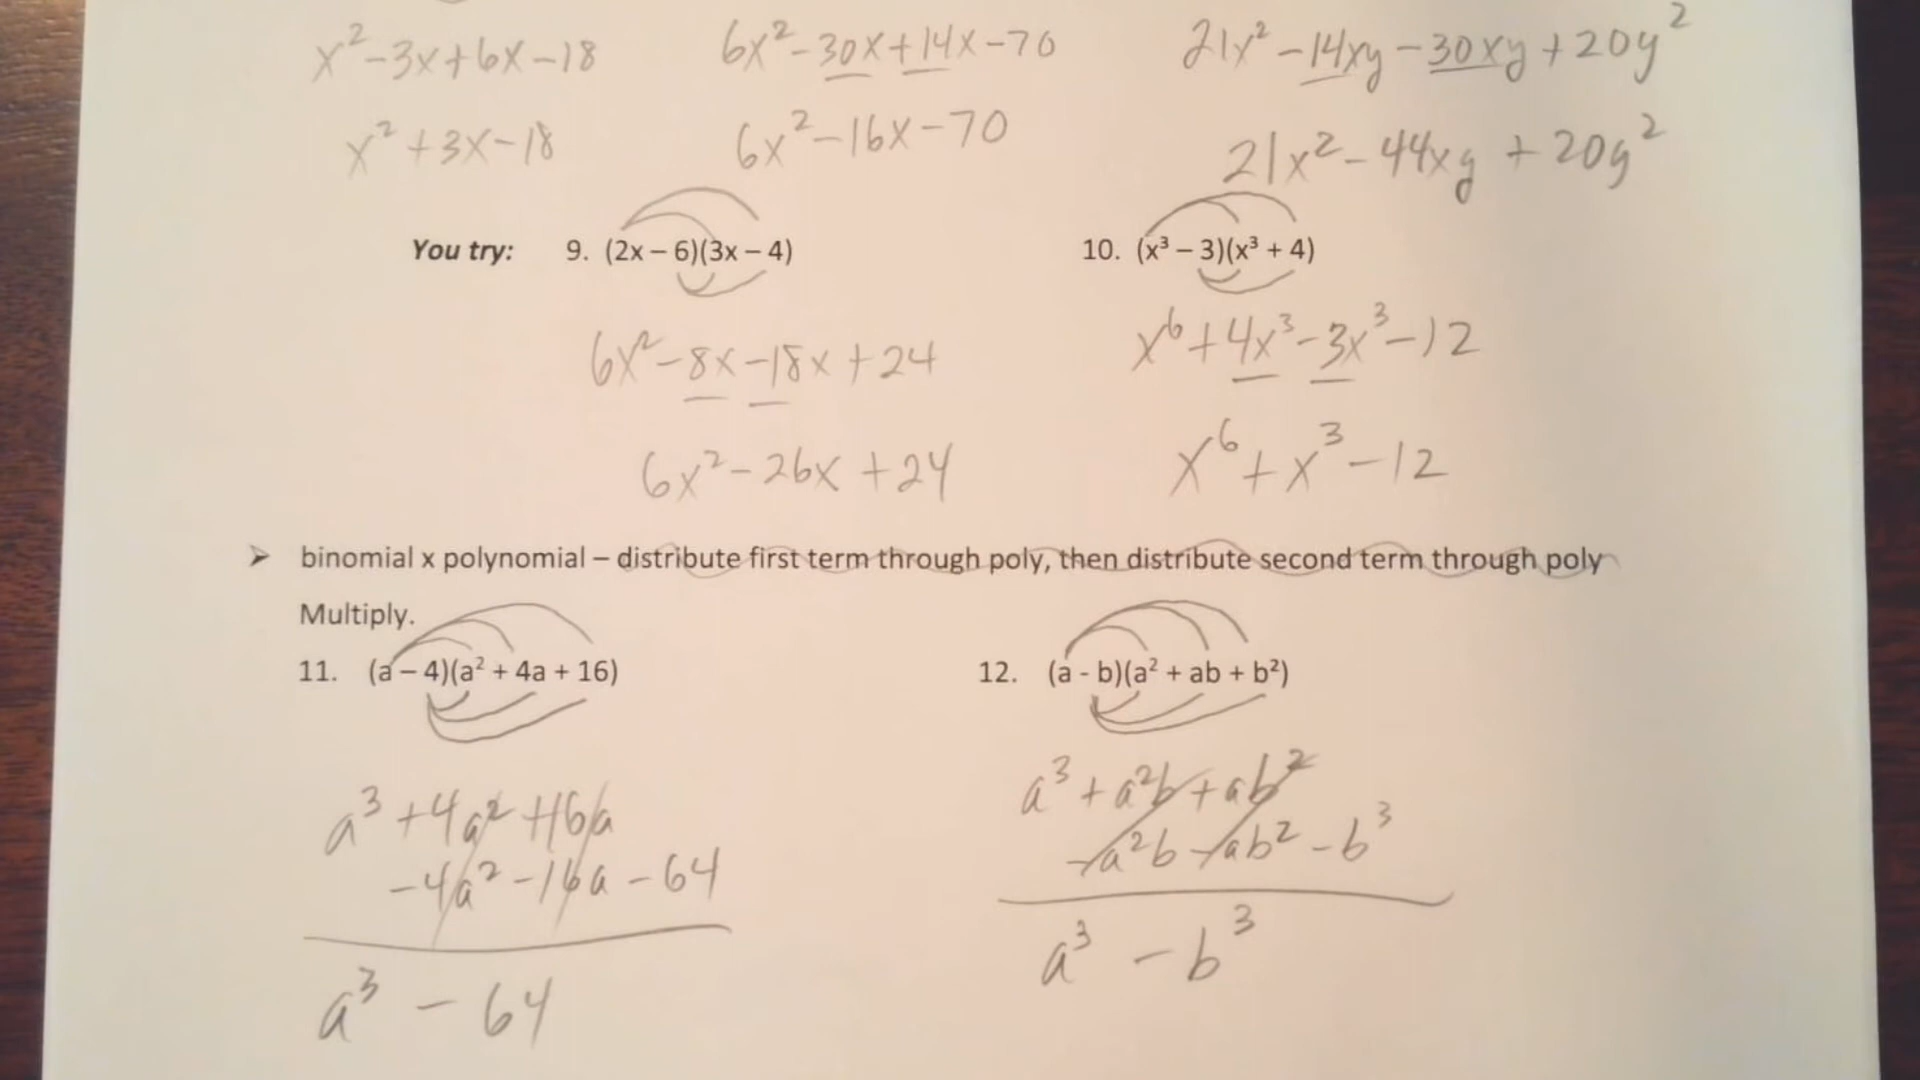 x²-3x+6x-18 6x²-30x+14x-70 21x²-14xy-30xy+20y²
x²+3x-18 6x²-16x-70 21x²-44xy+20y²
You try: 9. (2x – 6)(3x – 4) 10. (x³ – 3)(x³ + 4)
6x²-8x-18x+24 x⁶+4x³-3x³-12
6x²-26x+24 x⁶+x³-12
➢ binomial x polynomial – distribute first term through poly, then distribute second term through poly
Multiply.
11. (a – 4)(a² + 4a + 16) 12. (a - b)(a² + ab + b²)
a³+4a²+16a a³+a²b+ab²
-4a²-16a-64 -a²b-ab²-b³
a³-64 a³-b³